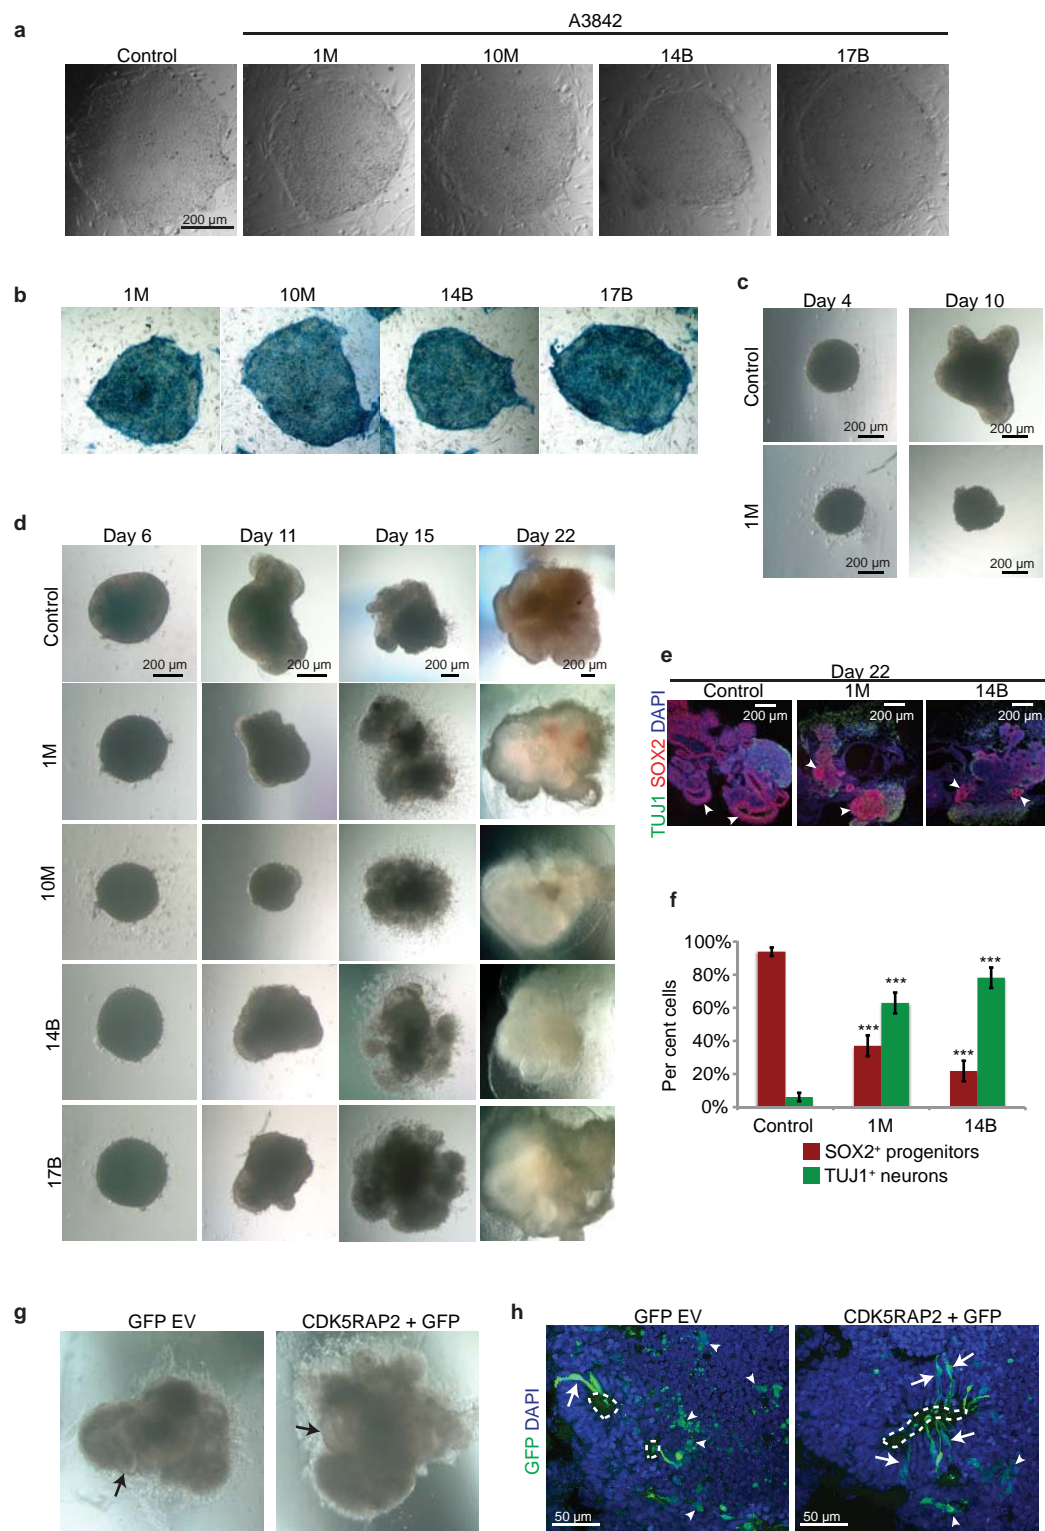 a
A3842
Control 1M 10M 14B 17B
200 µm
b
1M 10M 14B 17B
c
Day 4 Day 10
Control
200 µm 200 µm
1M
200 µm 200 µm
d
Day 6 Day 11 Day 15 Day 22
Control
200 µm 200 µm 200 µm 200 µm
1M
10M
14B
17B
e
Day 22
Control 1M 14B
200 µm 200 µm 200 µm
TUJ1 SOX2 DAPI
f
Per cent cells
100%
80%
60%
40%
20%
0%
*** *** *** ***
Control 1M 14B
SOX2⁺ progenitors
TUJ1⁺ neurons
g
GFP EV CDK5RAP2 + GFP
h
GFP EV CDK5RAP2 + GFP
GFP DAPI
50 µm 50 µm